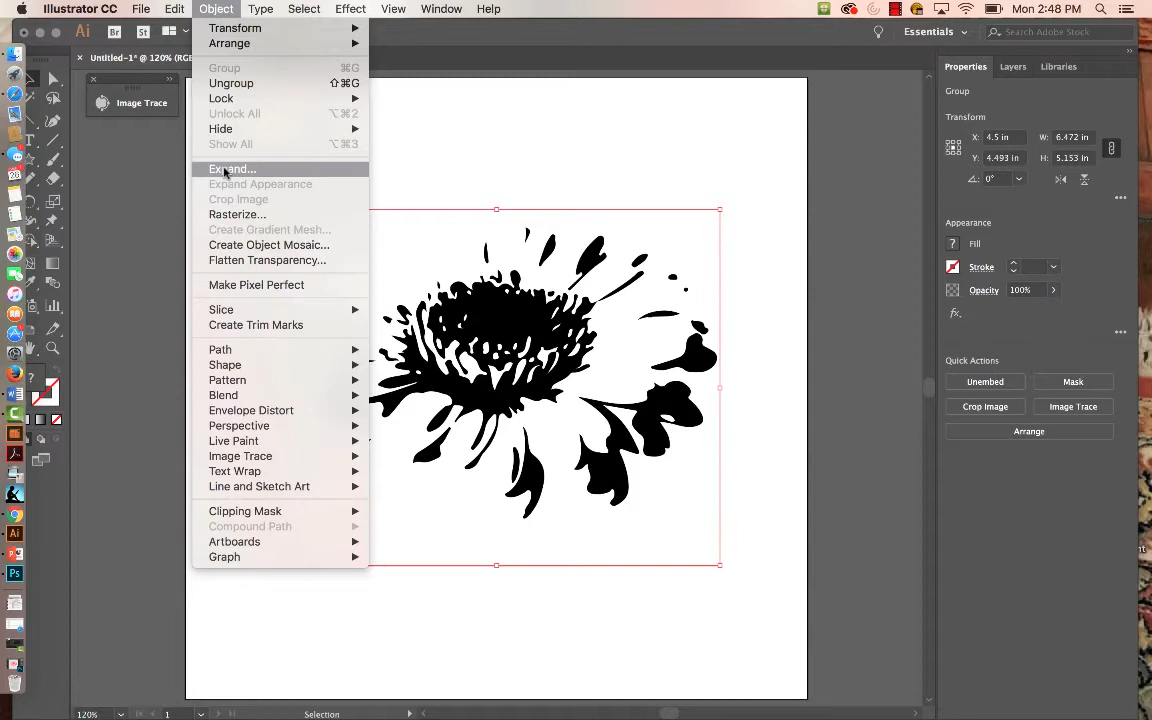 Illustrator CC File Edit Object Type Select Effect View Window Help Mon 2:48 PM
Ai Br St Essentials Search Adobe Stock
× Untitled-1* @ 120% (RG
Image Trace
Transform
Arrange
Group ⌘G
Ungroup ⇧⌘G
Lock
Unlock All ⌥⌘2
Hide
Show All ⌥⌘3
Expand...
Expand Appearance
Crop Image
Rasterize...
Create Gradient Mesh...
Create Object Mosaic...
Flatten Transparency...
Make Pixel Perfect
Slice
Create Trim Marks
Path
Shape
Pattern
Blend
Envelope Distort
Perspective
Live Paint
Image Trace
Text Wrap
Line and Sketch Art
Clipping Mask
Compound Path
Artboards
Graph
Properties Layers Libraries
Group
Transform
X: 4.5 in W: 6.472 in
Y: 4.493 in H: 5.153 in
0°
Appearance
? Fill
Stroke
Opacity 100%
fx.
Quick Actions
Unembed Mask
Crop Image Image Trace
Arrange
?
Ai
Ps
120% 1 Selection